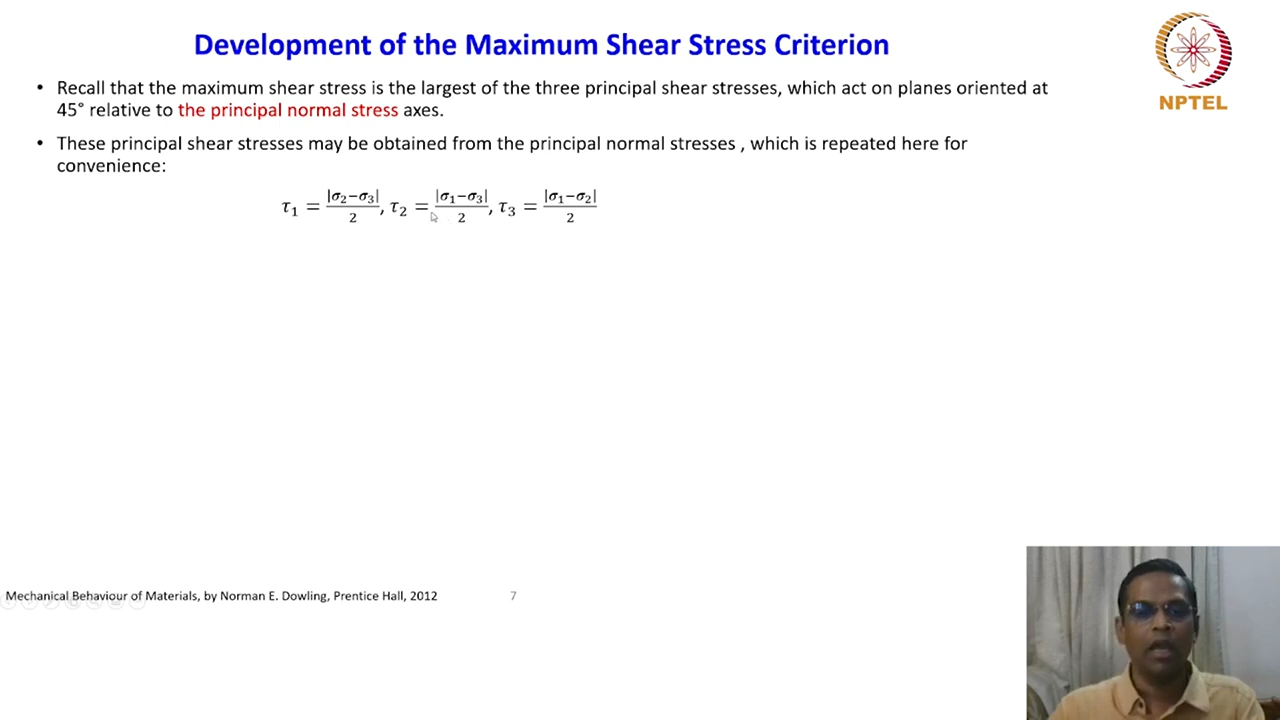 Development of the Maximum Shear Stress Criterion
NPTEL
• Recall that the maximum shear stress is the largest of the three principal shear stresses, which act on planes oriented at
45° relative to the principal normal stress axes.
• These principal shear stresses may be obtained from the principal normal stresses , which is repeated here for
convenience:
τ₁ = |σ₂−σ₃|/2, τ₂ = |σ₁−σ₃|/2, τ₃ = |σ₁−σ₂|/2
Mechanical Behaviour of Materials, by Norman E. Dowling, Prentice Hall, 2012
7